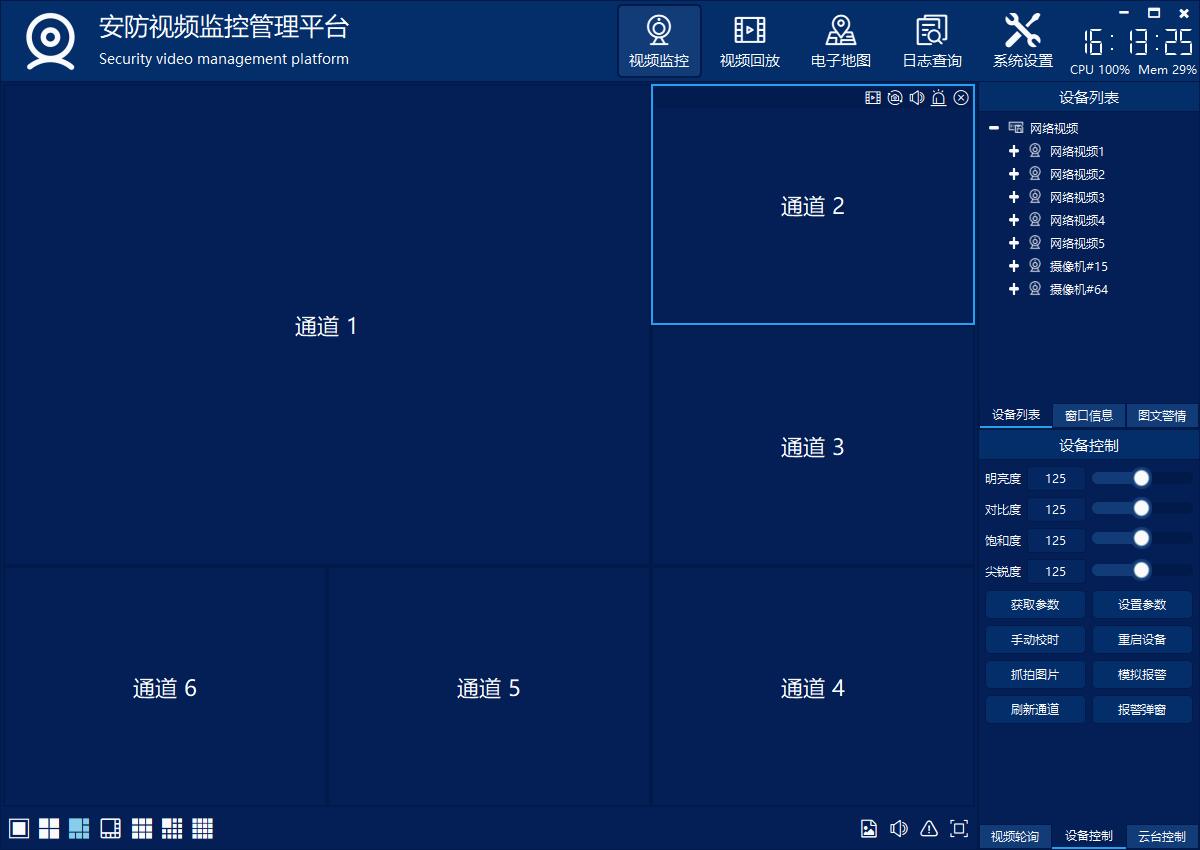 安防视频监控管理平台
Security video management platform
视频监控
视频回放
电子地图
日志查询
系统设置
16:13:25
CPU 100% Mem 29%
通道 1
通道 2
通道 3
通道 6
通道 5
通道 4
设备列表
网络视频
网络视频1
网络视频2
网络视频3
网络视频4
网络视频5
摄像机#15
摄像机#64
设备列表 窗口信息 图文警情
设备控制
明亮度 125
对比度 125
饱和度 125
尖锐度 125
获取参数 设置参数
手动校时 重启设备
抓拍图片 模拟报警
刷新通道 报警弹窗
视频轮询 设备控制 云台控制